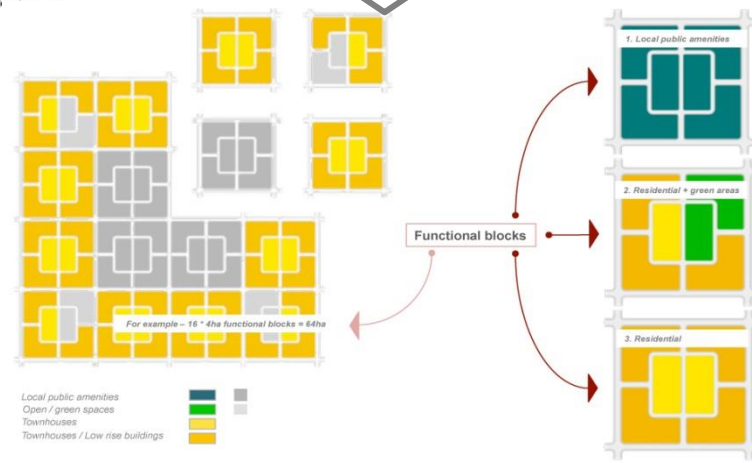 1. Local public amenities
2. Residential + green areas
Functional blocks
For example – 16 * 4ha functional blocks = 64ha
3. Residential
Local public amenities
Open / green spaces
Townhouses
Townhouses / Low rise buildings